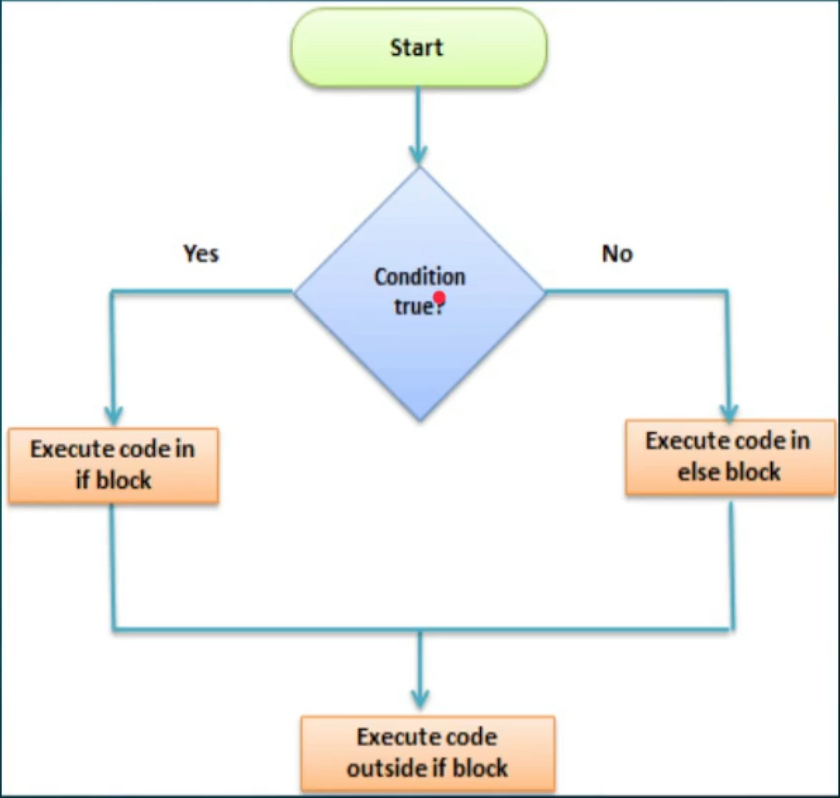 Start
Yes
No
Condition
true?
Execute code in
if block
Execute code in
else block
Execute code
outside if block